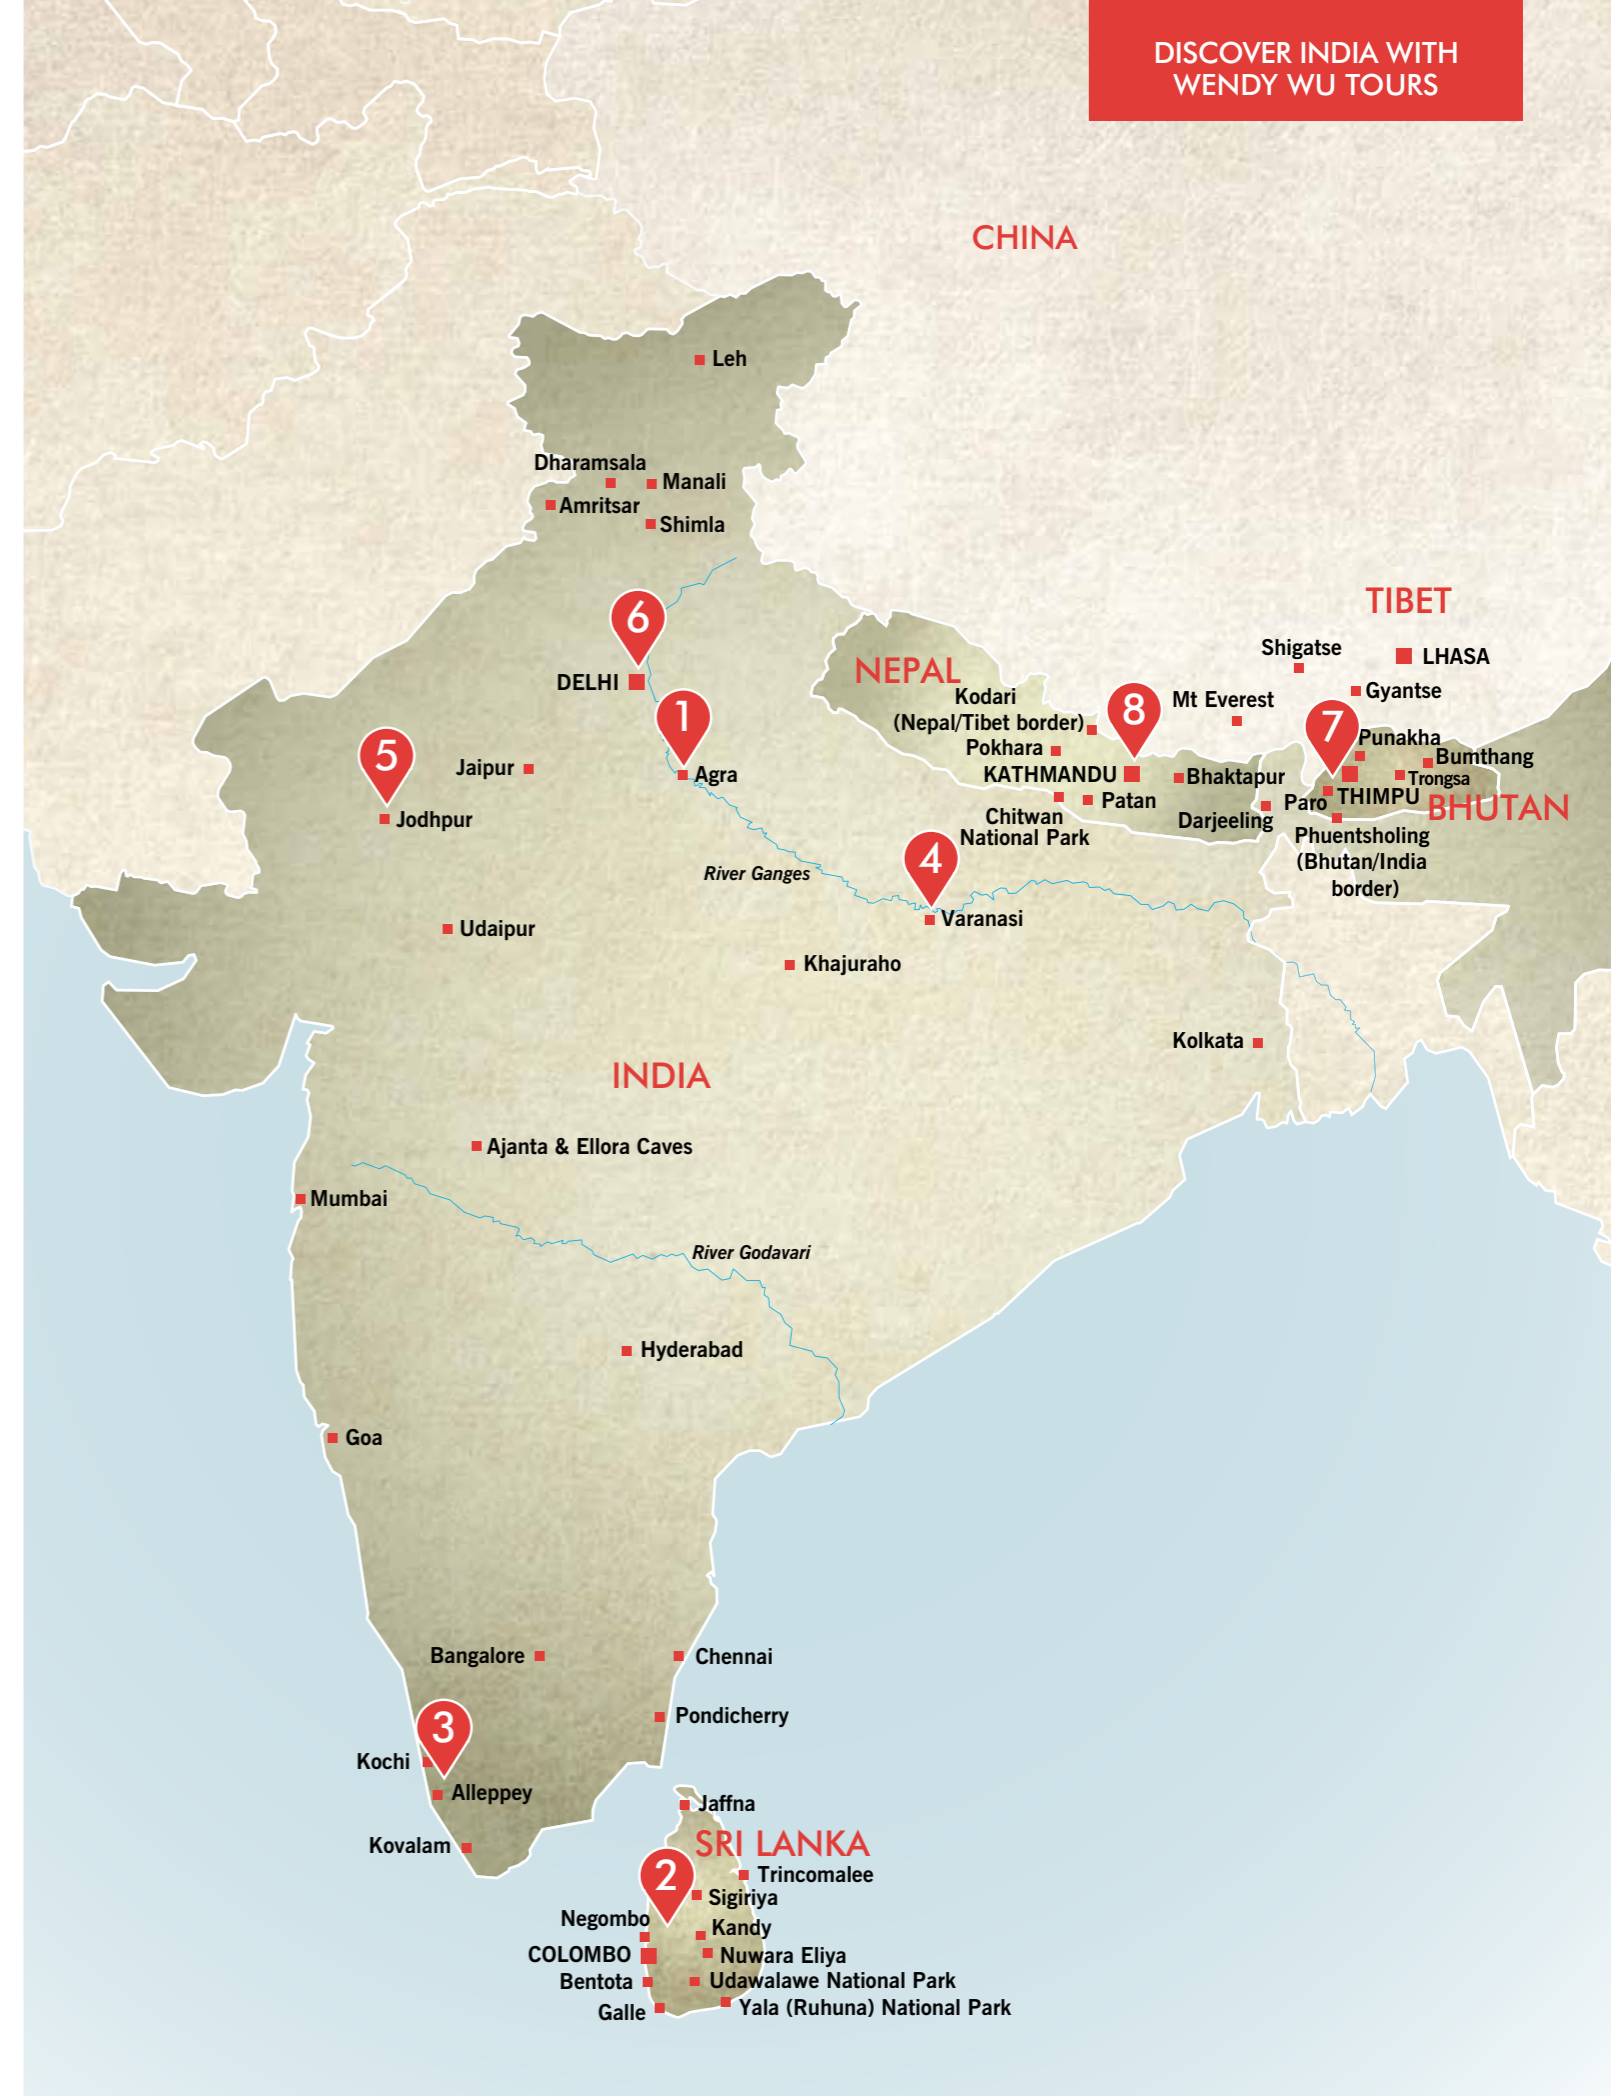 DISCOVER INDIA WITH
WENDY WU TOURS
CHINA
Leh
Dharamsala
Manali
Amritsar
Shimla
TIBET
6
Shigatse
LHASA
NEPAL
DELHI
Kodari
(Nepal/Tibet border)
Mt Everest
Gyantse
1
8
7
Punakha
Pokhara
Bumthang
5
Jaipur
Agra
KATHMANDU
Bhaktapur
Trongsa
Patan
Paro
THIMPU
BHUTAN
Jodhpur
Chitwan
National Park
Darjeeling
Phuentsholing
(Bhutan/India
border)
4
River Ganges
Varanasi
Udaipur
Khajuraho
Kolkata
INDIA
Ajanta & Ellora Caves
Mumbai
River Godavari
Hyderabad
Goa
Bangalore
Chennai
Pondicherry
3
Kochi
Alleppey
Jaffna
Kovalam
SRI LANKA
2
Trincomalee
Sigiriya
Negombo
Kandy
COLOMBO
Nuwara Eliya
Bentota
Udawalawe National Park
Galle
Yala (Ruhuna) National Park